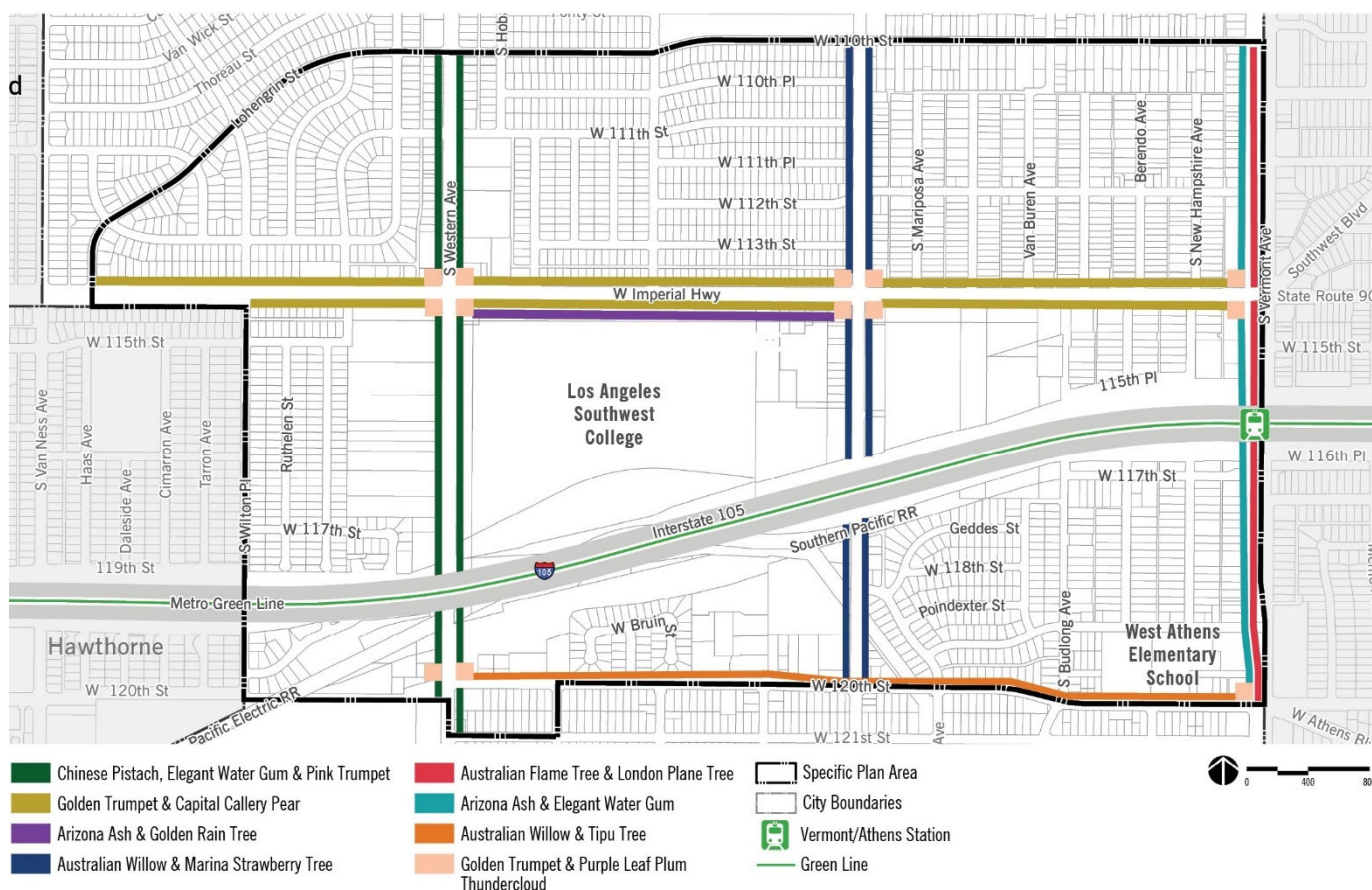 d
Van Wick St
Thoreau St
Lohengrin St
S Hoba
W 110th St
W 110th Pl
W 111th St
W 111th Pl
W 112th St
W 113th St
S Western Ave
S Mariposa Ave
Van Buren Ave
Berendo Ave
S New Hampshire Ave
S Vermont Ave
Southwest Blvd
W Imperial Hwy
State Route 90
W 115th St
W 115th St
115th Pl
Los Angeles
Southwest
College
S Van Ness Ave
Haas Ave
Daleside Ave
Cimarron Ave
Tarron Ave
S Wilton Pl
Ruthelen St
W 116th Pl
W 117th St
W 117th St
Interstate 105
105
Southern Pacific RR
Geddes St
W 118th St
Poindexter St
119th St
Metro Green Line
Hawthorne
W Bruin St
S Budlong Ave
West Athens
Elementary
School
W 120th St
W 120th St
Pacific Electric RR
W 121st St
Ave
W Athens Bl
Chinese Pistach, Elegant Water Gum & Pink Trumpet
Golden Trumpet & Capital Callery Pear
Arizona Ash & Golden Rain Tree
Australian Willow & Marina Strawberry Tree
Australian Flame Tree & London Plane Tree
Arizona Ash & Elegant Water Gum
Australian Willow & Tipu Tree
Golden Trumpet & Purple Leaf Plum
Thundercloud
Specific Plan Area
City Boundaries
Vermont/Athens Station
Green Line
0 400 80